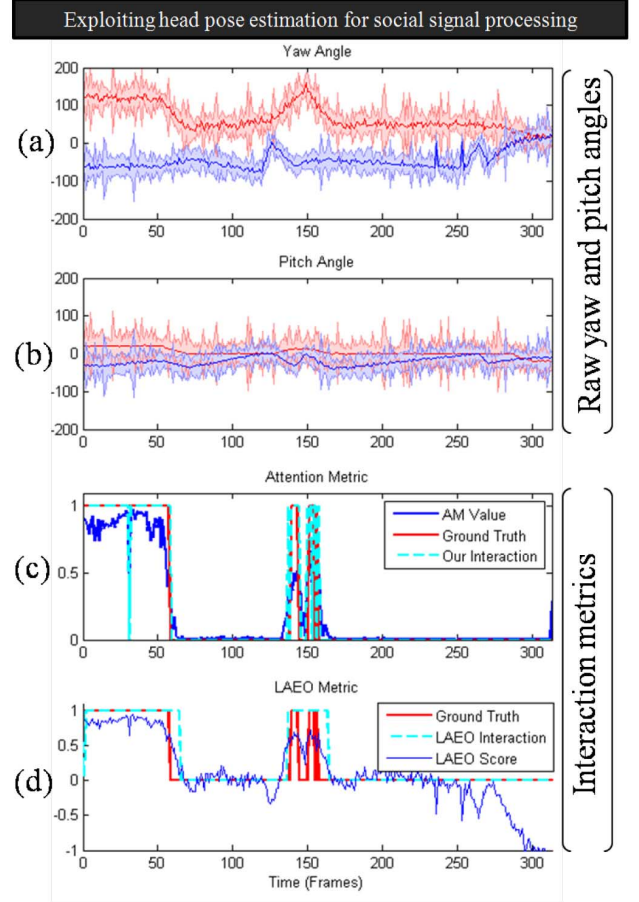 Exploiting head pose estimation for social signal processing
Yaw Angle
(a)
200
100
0
-100
-200
0 50 100 150 200 250 300
Pitch Angle
(b)
200
100
0
-100
-200
0 50 100 150 200 250 300
Raw yaw and pitch angles
Attention Metric
(c)
1
0.5
0
0 50 100 150 200 250 300
AM Value
Ground Truth
Our Interaction
LAEO Metric
(d)
1
0.5
0
-0.5
-1
0 50 100 150 200 250 300
Ground Truth
LAEO Interaction
LAEO Score
Time (Frames)
Interaction metrics